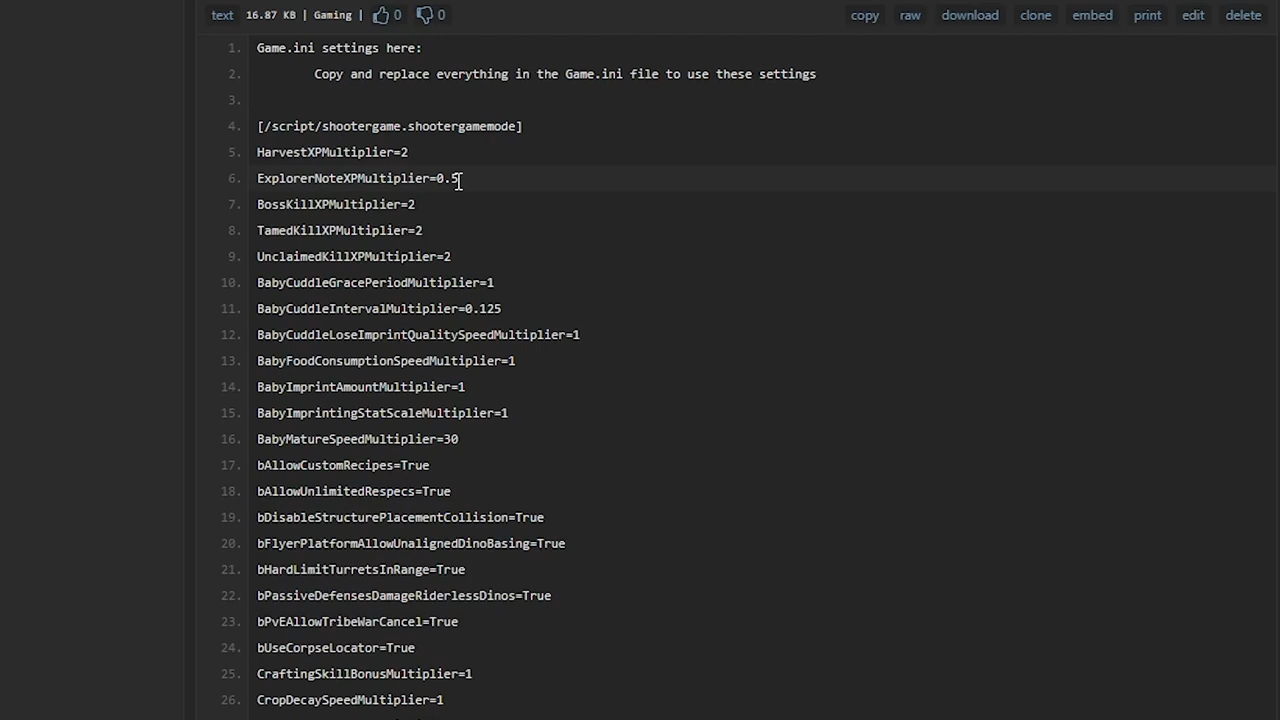 text 16.87 KB | Gaming | 0 0 copy raw download clone embed print edit delete
1. Game.ini settings here:
2. Copy and replace everything in the Game.ini file to use these settings
3.
4. [/script/shootergame.shootergamemode]
5. HarvestXPMultiplier=2
6. ExplorerNoteXPMultiplier=0.5
7. BossKillXPMultiplier=2
8. TamedKillXPMultiplier=2
9. UnclaimedKillXPMultiplier=2
10. BabyCuddleGracePeriodMultiplier=1
11. BabyCuddleIntervalMultiplier=0.125
12. BabyCuddleLoseImprintQualitySpeedMultiplier=1
13. BabyFoodConsumptionSpeedMultiplier=1
14. BabyImprintAmountMultiplier=1
15. BabyImprintingStatScaleMultiplier=1
16. BabyMatureSpeedMultiplier=30
17. bAllowCustomRecipes=True
18. bAllowUnlimitedRespecs=True
19. bDisableStructurePlacementCollision=True
20. bFlyerPlatformAllowUnalignedDinoBasing=True
21. bHardLimitTurretsInRange=True
22. bPassiveDefensesDamageRiderlessDinos=True
23. bPvEAllowTribeWarCancel=True
24. bUseCorpseLocator=True
25. CraftingSkillBonusMultiplier=1
26. CropDecaySpeedMultiplier=1